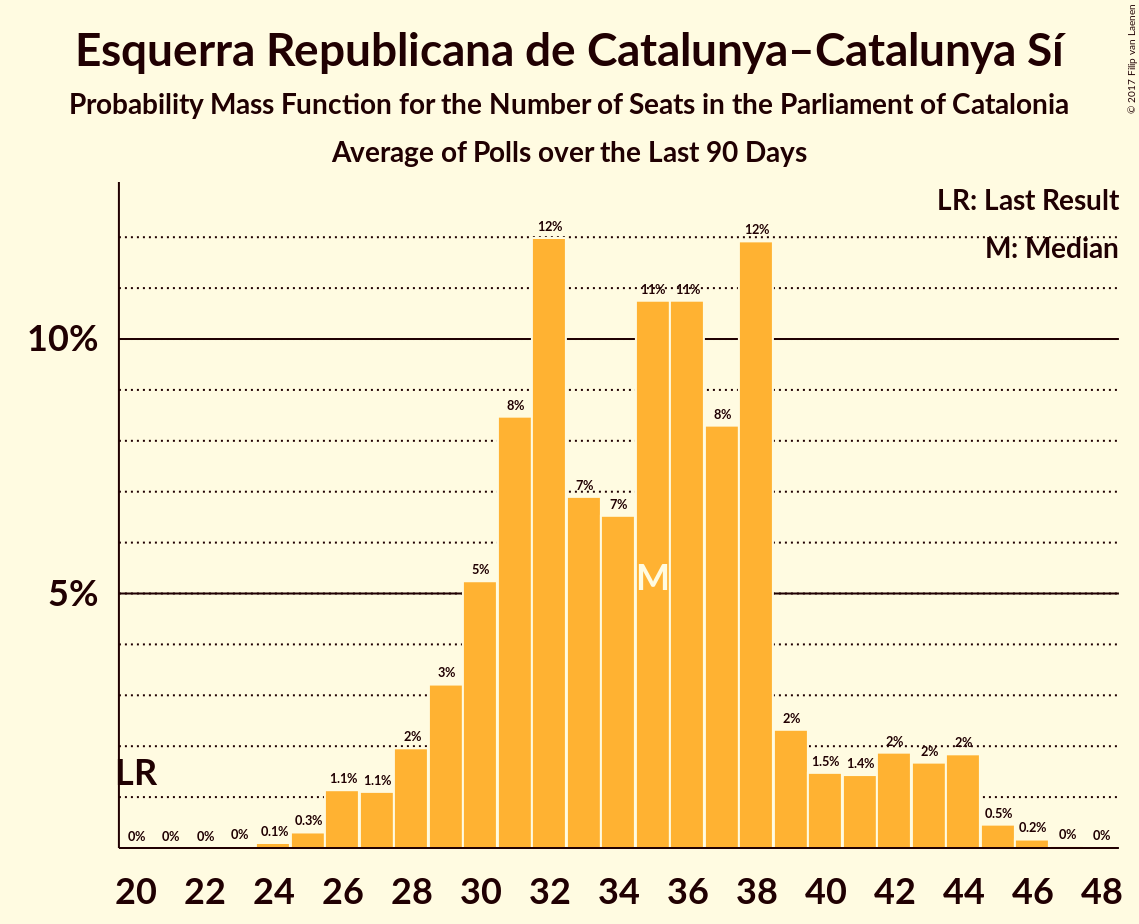 Esquerra Republicana de Catalunya–Catalunya Sí
Probability Mass Function for the Number of Seats in the Parliament of Catalonia
Average of Polls over the Last 90 Days
© 2017 Filip van Laenen
LR: Last Result
M: Median
10%
5%
LR
M
0% 0% 0% 0% 0.1% 0.3% 1.1% 1.1% 2% 3% 5% 8% 12% 7% 7% 11% 11% 8% 12% 2% 1.5% 1.4% 2% 2% 2% 0.5% 0.2% 0% 0%
20 22 24 26 28 30 32 34 36 38 40 42 44 46 48